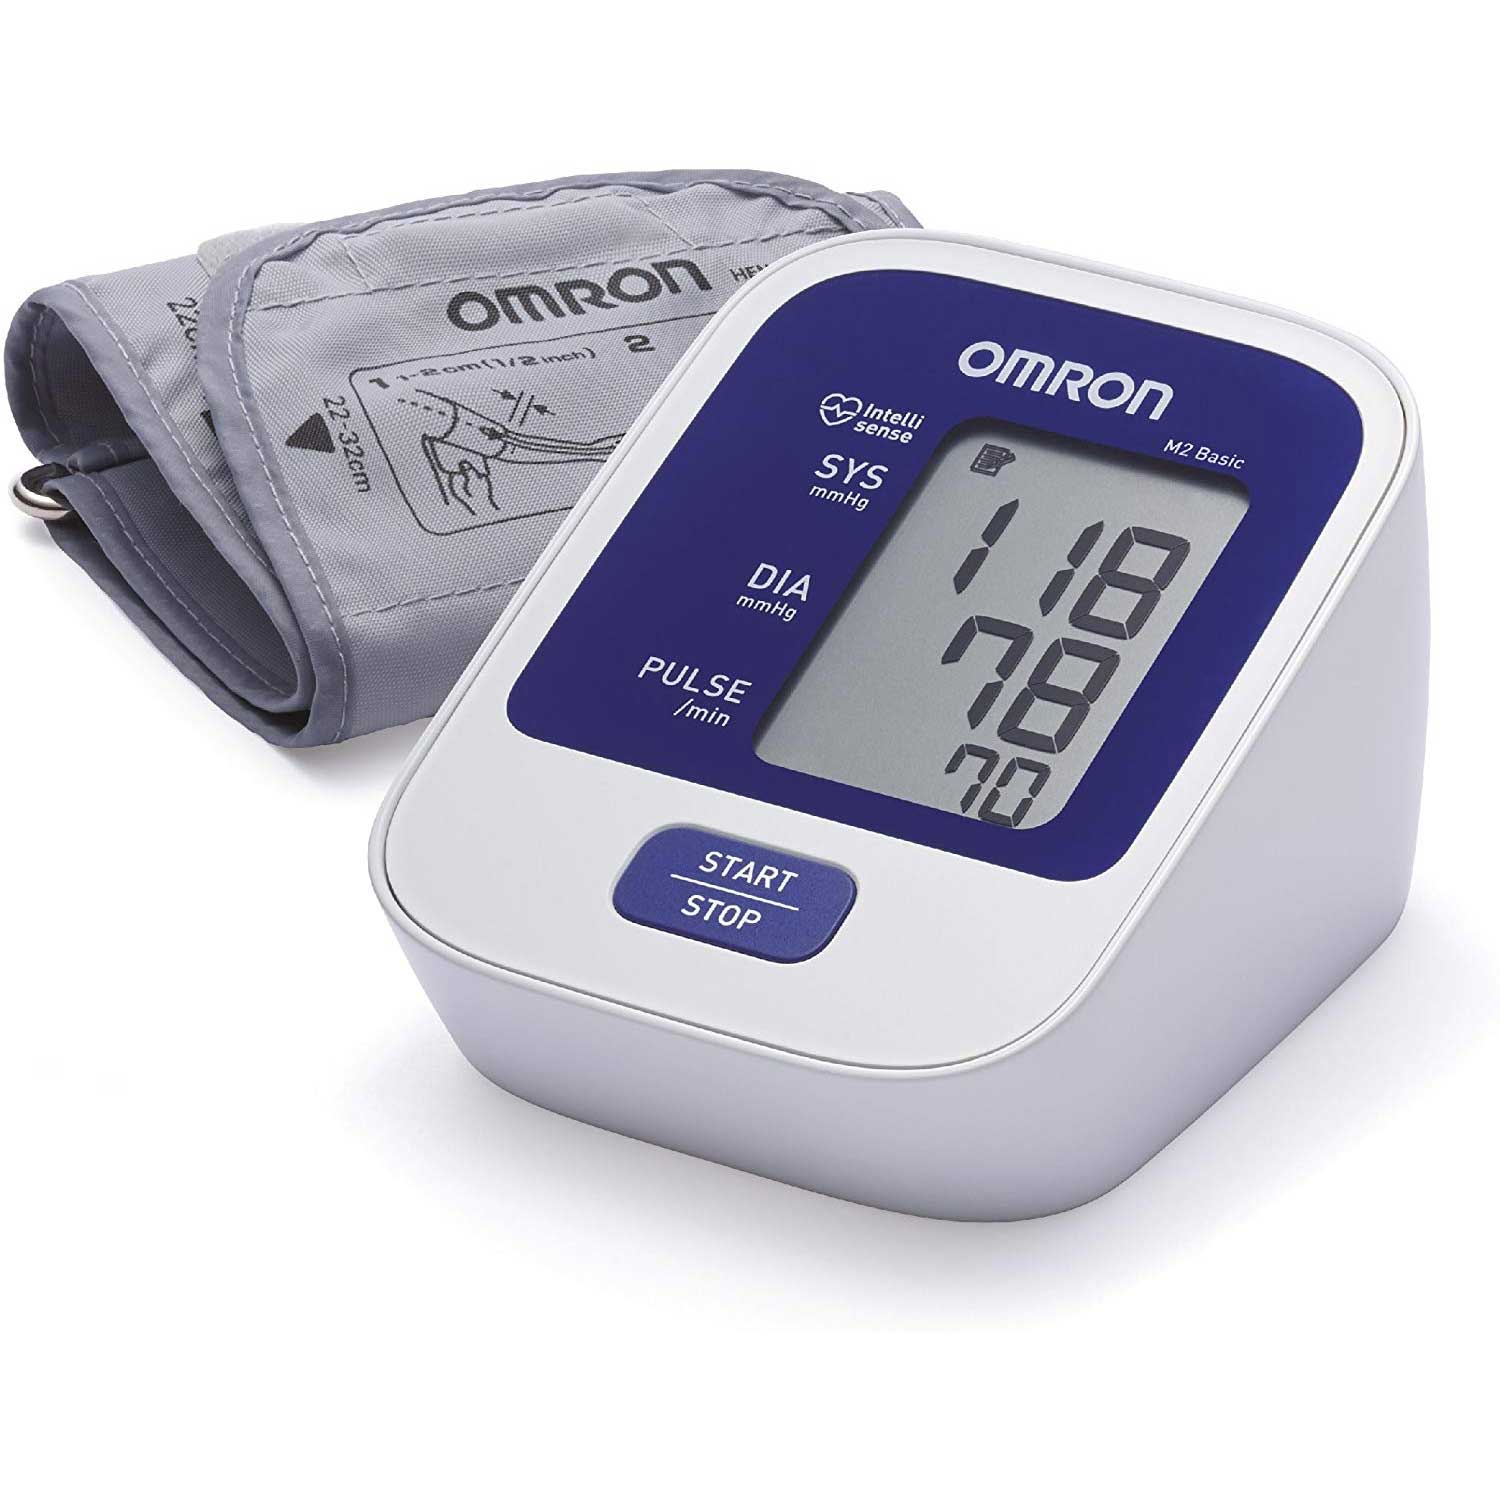 OMRON
1 1-2cm(1/2inch) 2
22-32cm
OMRON
M2 Basic
Intelli
sense
SYS
mmHg
118
DIA
mmHg
78
PULSE
/min
70
START
STOP